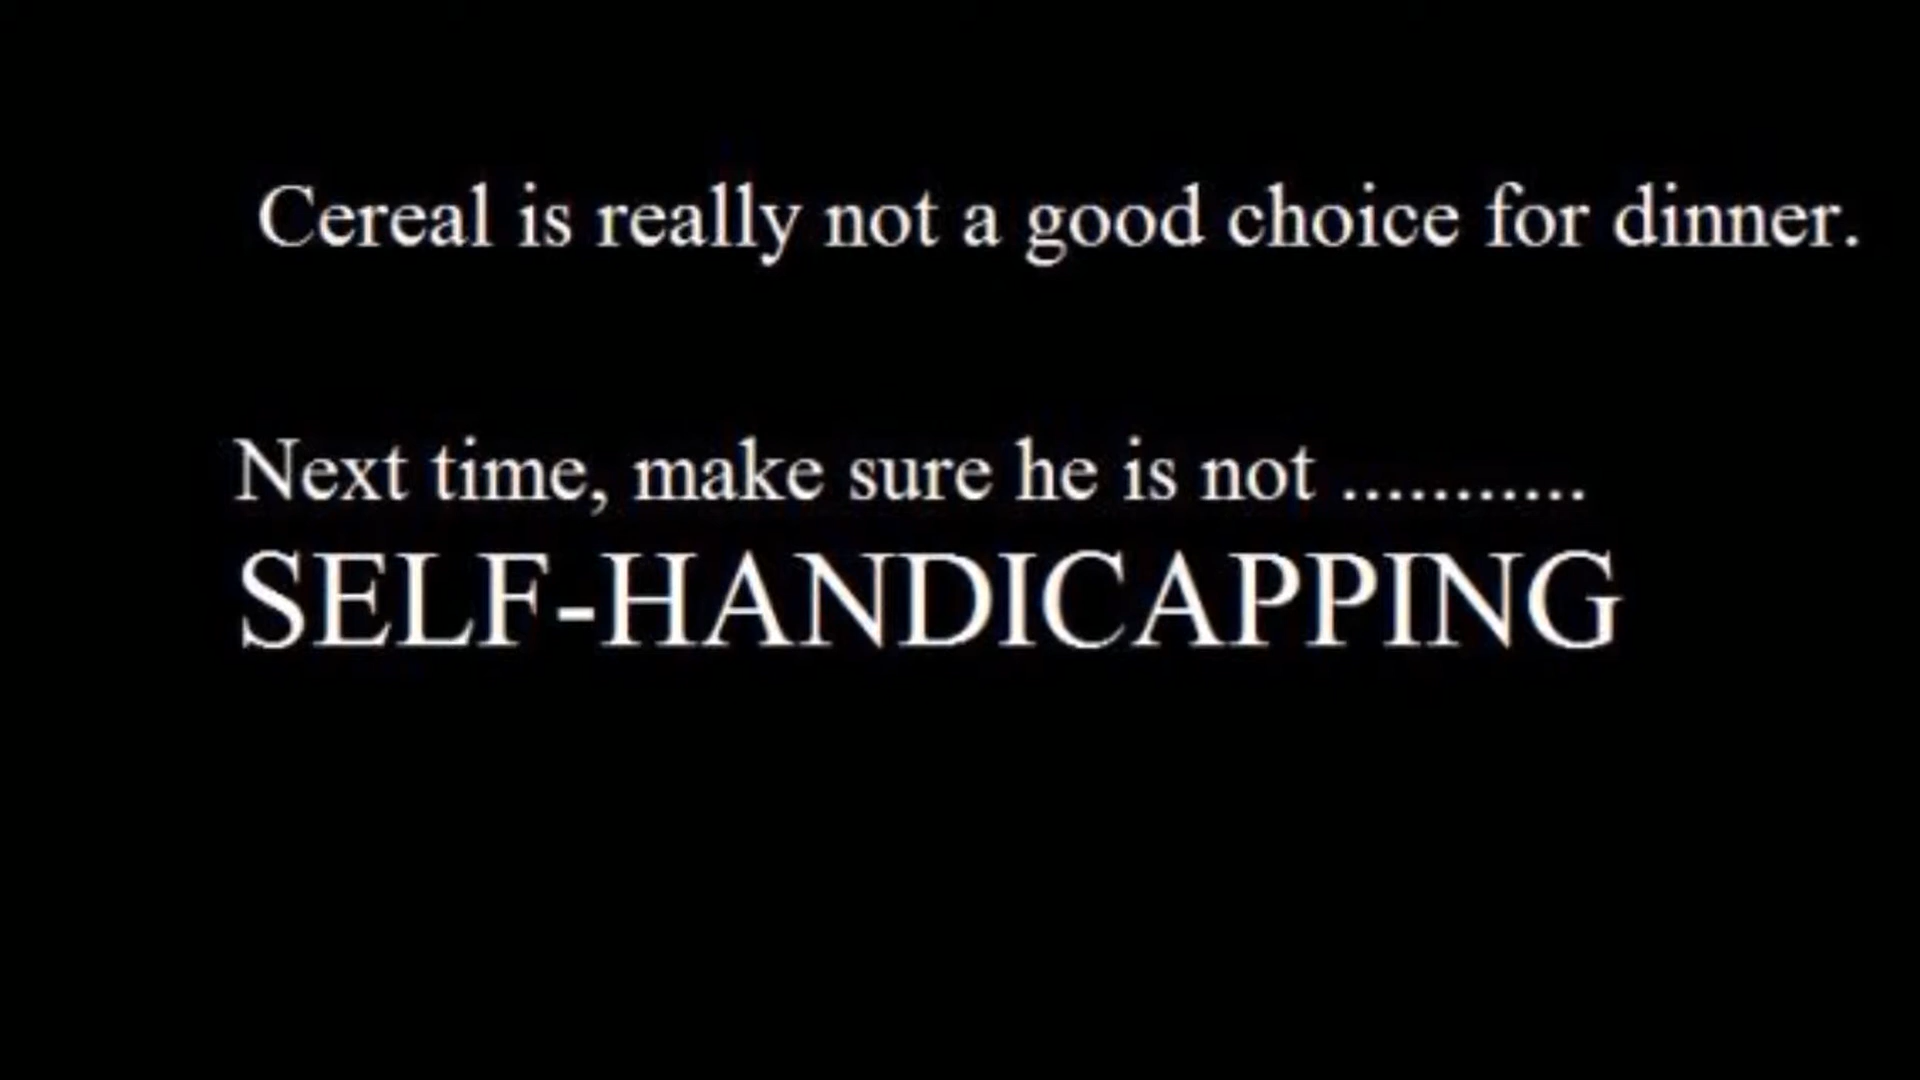 Cereal is really not a good choice for dinner.
Next time, make sure he is not ...........
SELF-HANDICAPPING